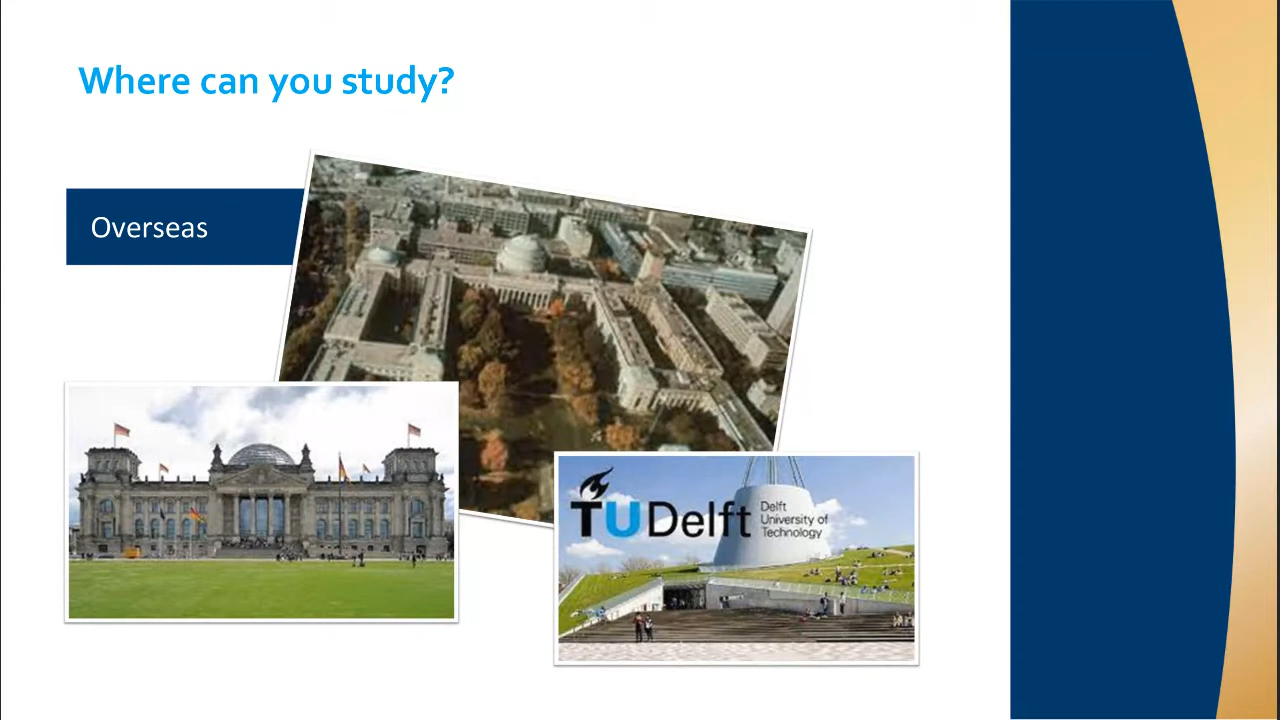 Where can you study?
Overseas
TUDelft
Delft
University of
Technology